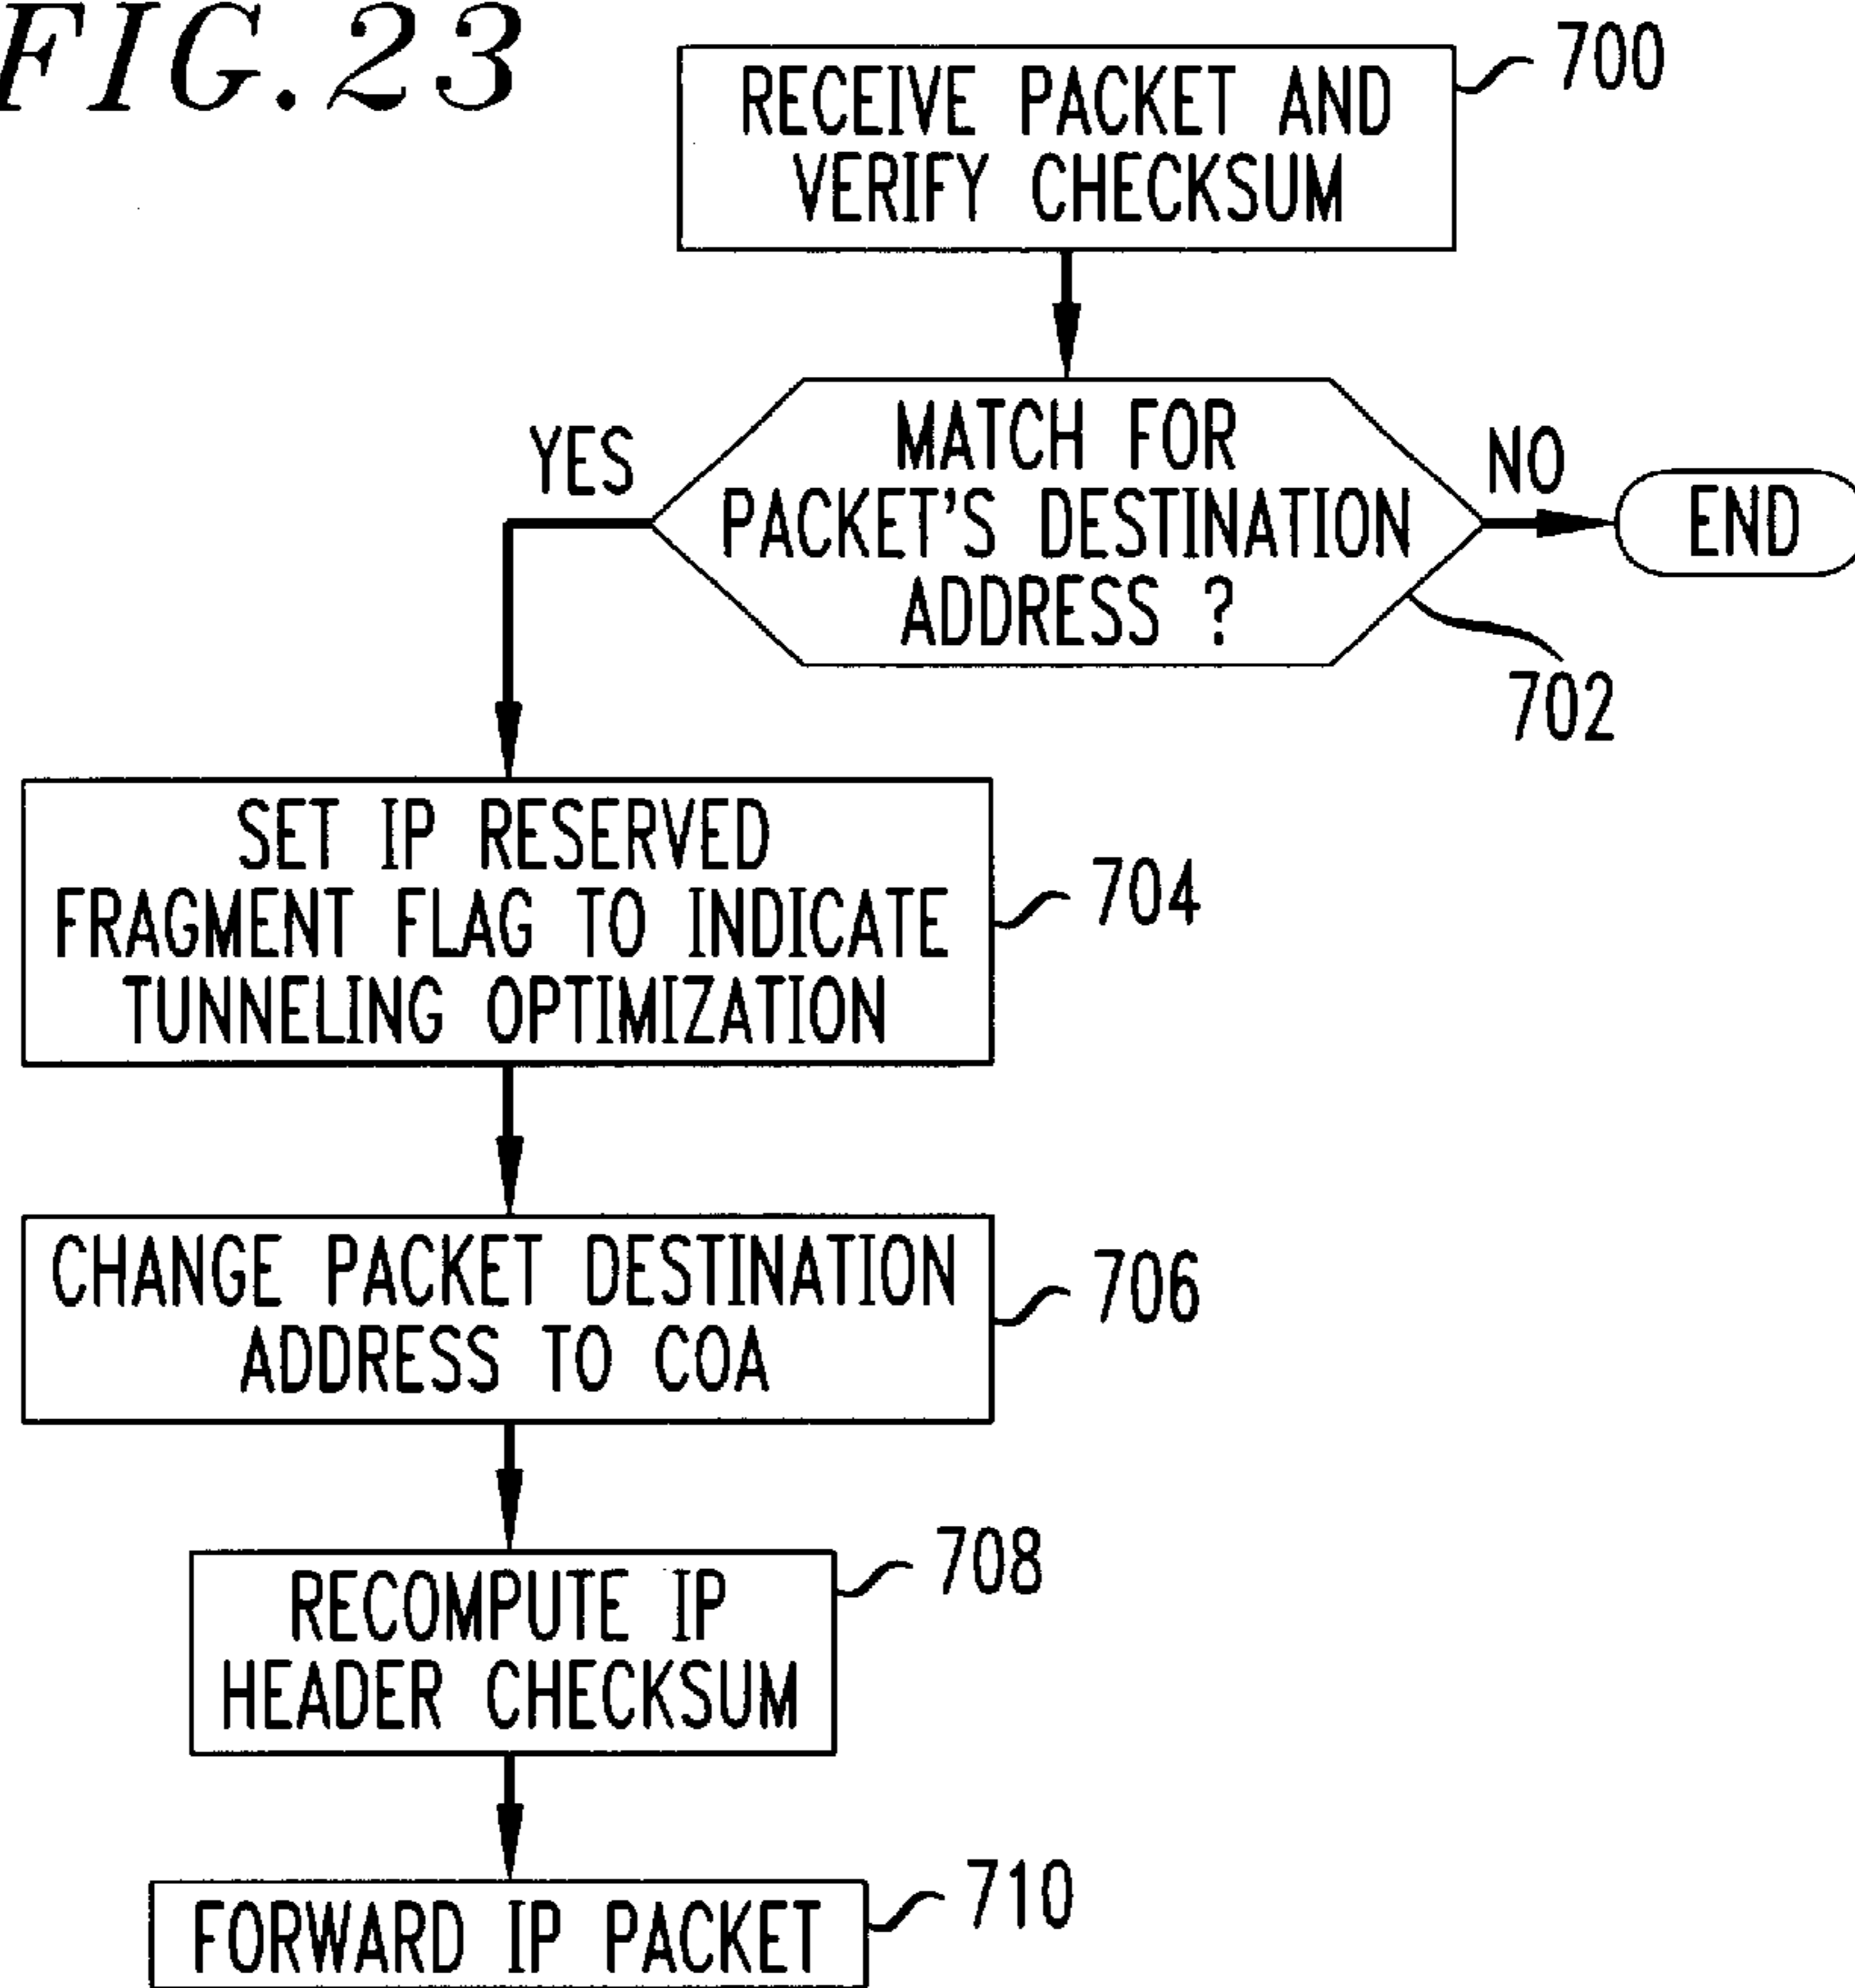 FIG. 23
RECEIVE PACKET AND
VERIFY CHECKSUM
700
MATCH FOR
PACKET'S DESTINATION
ADDRESS ?
YES
NO
END
702
SET IP RESERVED
FRAGMENT FLAG TO INDICATE
TUNNELING OPTIMIZATION
704
CHANGE PACKET DESTINATION
ADDRESS TO COA
706
RECOMPUTE IP
HEADER CHECKSUM
708
FORWARD IP PACKET
710